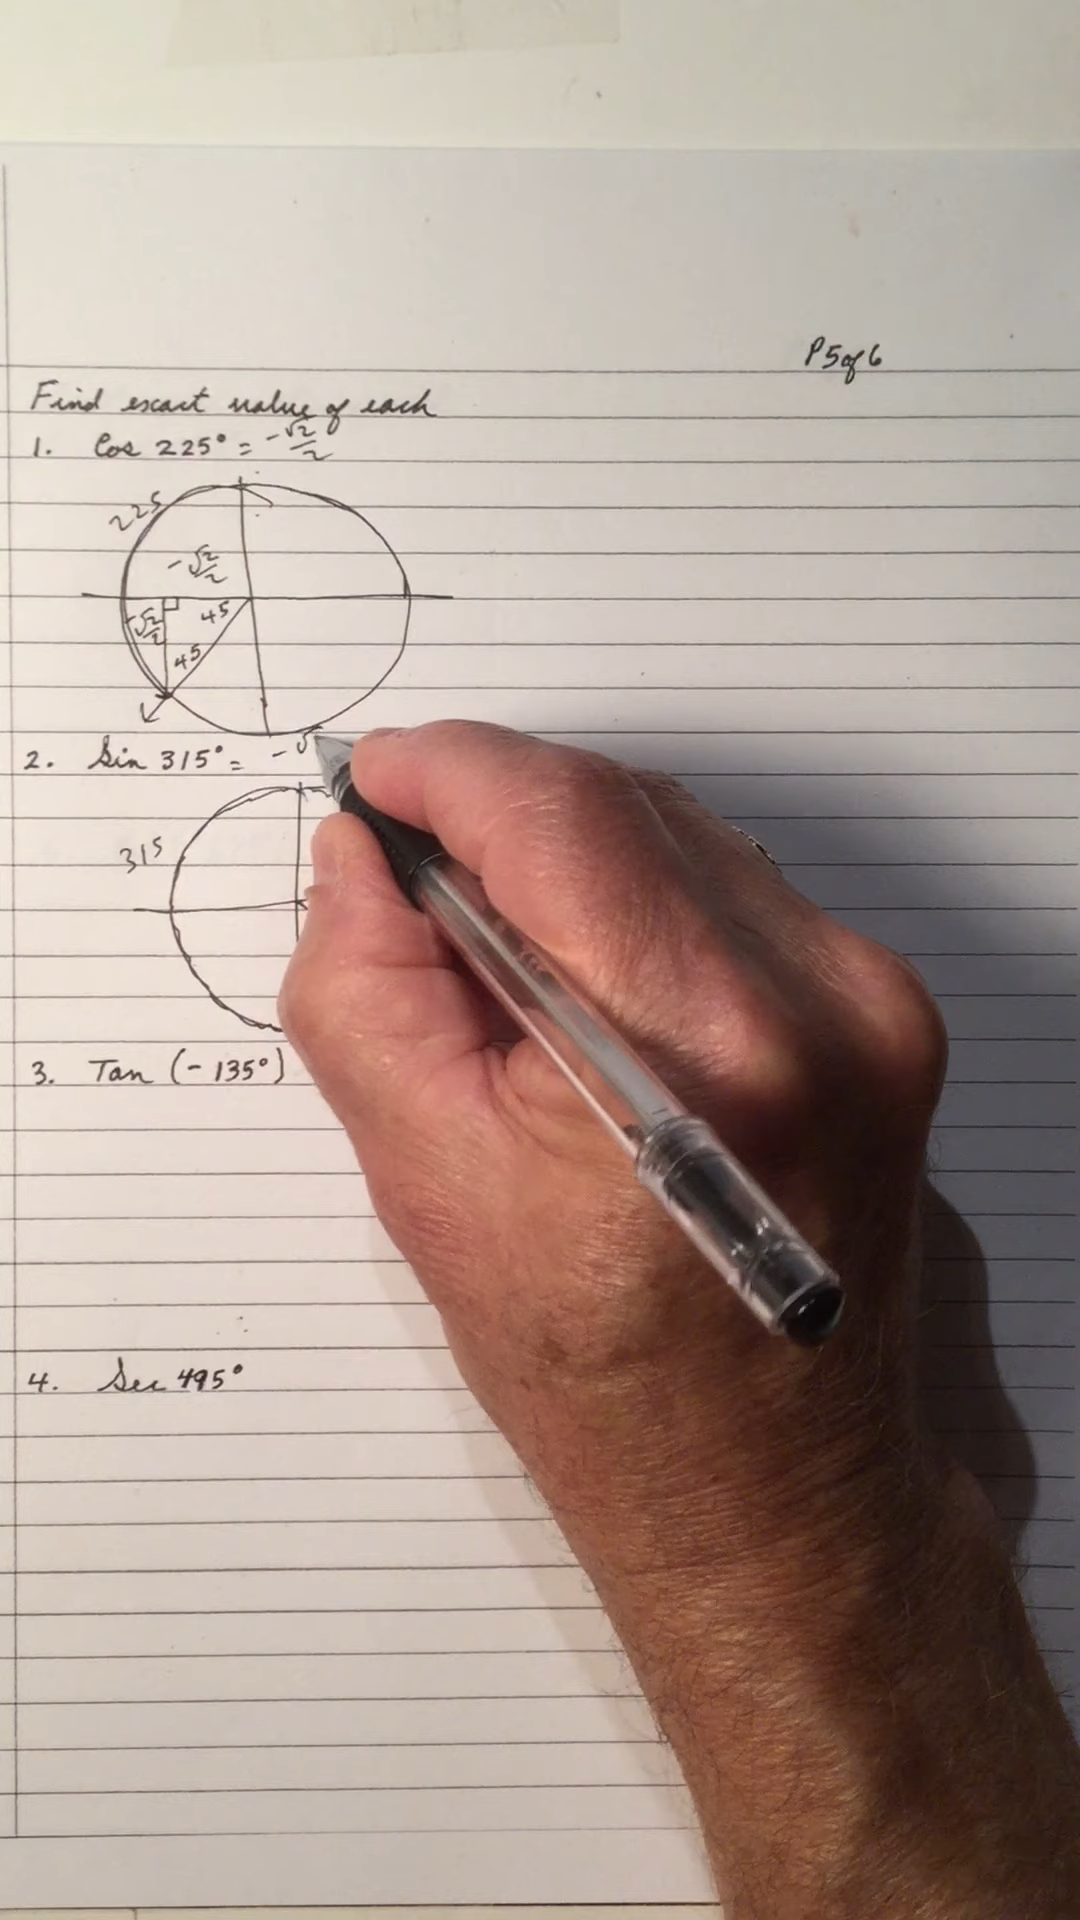 P 5 of 6
Find exact value of each
1. Cos 225° = -√2/2
225
-√2/2
-√2/2
45
45
2. Sin 315° = -√
315
3. Tan (-135°)
4. Sec 495°